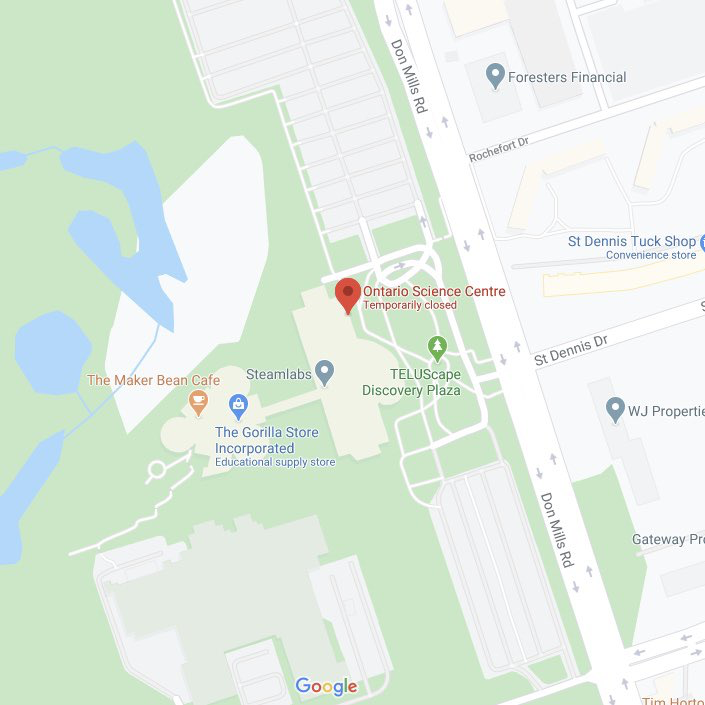 Don Mills Rd
Foresters Financial
Rochefort Dr
St Dennis Tuck Shop
Convenience store
Ontario Science Centre
Temporarily closed
St Dennis Dr
Steamlabs
TELUScape
Discovery Plaza
The Maker Bean Cafe
The Gorilla Store
Incorporated
Educational supply store
WJ Propertie
Don Mills Rd
Gateway Pro
Google
Tim Horto